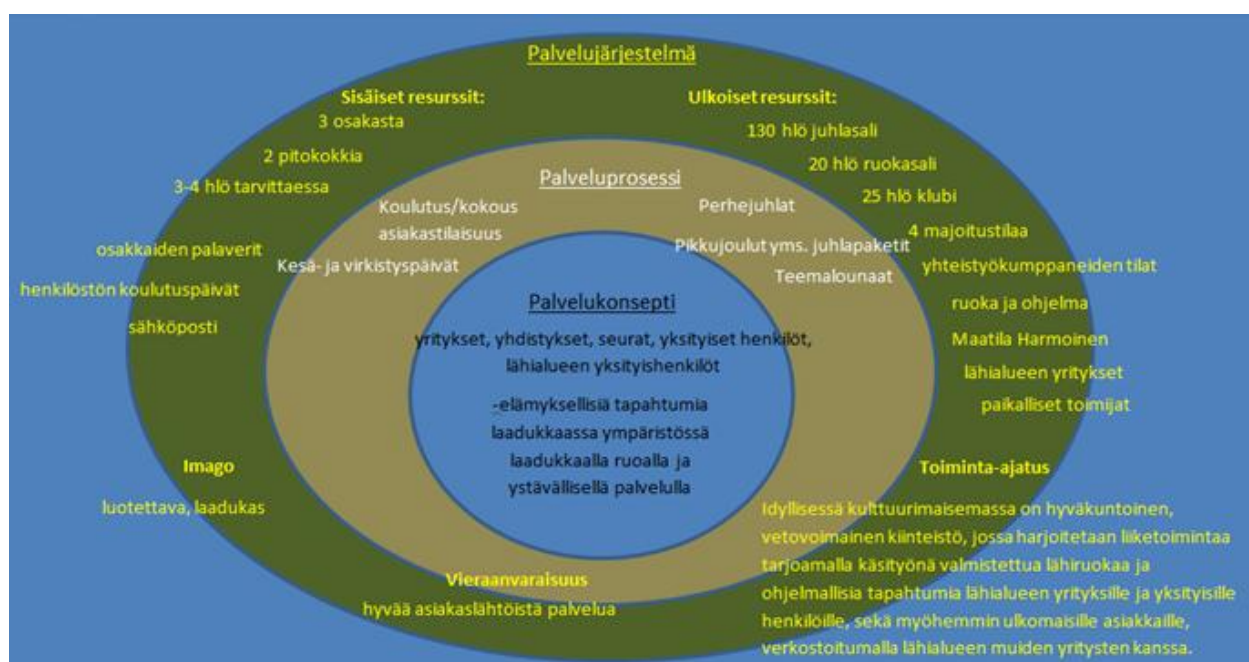 Palvelujärjestelmä
Sisäiset resurssit:
3 osakasta
2 pitokokkia
3-4 hlö tarvittaessa
osakkaiden palaverit
henkilöstön koulutuspäivät
sähköposti
Ulkoiset resurssit:
130 hlö juhlasali
20 hlö ruokasali
25 hlö klubi
4 majoitustilaa
yhteistyökumppaneiden tilat
ruoka ja ohjelma
Maatila Harmoinen
lähialueen yritykset
paikalliset toimijat
Palveluprosessi
Koulutus/kokous
asiakastilaisuus
Kesä- ja virkistyspäivät
Perhejuhlat
Pikkujoulut yms. juhlapaketit
Teemalounaat
Palvelukonsepti
yritykset, yhdistykset, seurat, yksityiset henkilöt,
lähialueen yksityishenkilöt
-elämyksellisiä tapahtumia
laadukkaassa ympäristössä
laadukkaalla ruoalla ja
ystävällisellä palvelulla
Imago
luotettava, laadukas
Vieraanvaraisuus
hyvää asiakaslähtöistä palvelua
Toiminta-ajatus
Idyllisessä kulttuurimaisemassa on hyväkuntoinen,
vetovoimainen kiinteistö, jossa harjoitetaan liiketoimintaa
tarjoamalla käsityönä valmistettua lähiruokaa ja
ohjelmallisia tapahtumia lähialueen yrityksille ja yksityisille
henkilöille, sekä myöhemmin ulkomaisille asiakkaille,
verkostoitumalla lähialueen muiden yritysten kanssa.